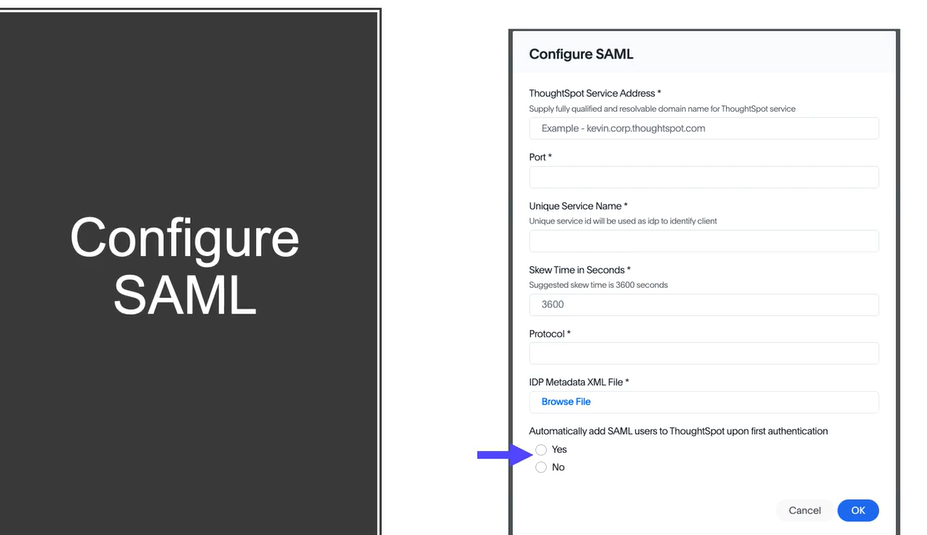 Configure
SAML
Configure SAML
ThoughtSpot Service Address *
Supply fully qualified and resolvable domain name for ThoughtSpot service
Example - kevin.corp.thoughtspot.com
Port *
Unique Service Name *
Unique service id will be used as idp to identify client
Skew Time in Seconds *
Suggested skew time is 3600 seconds
3600
Protocol *
IDP Metadata XML File *
Browse File
Automatically add SAML users to ThoughtSpot upon first authentication
Yes
No
Cancel OK